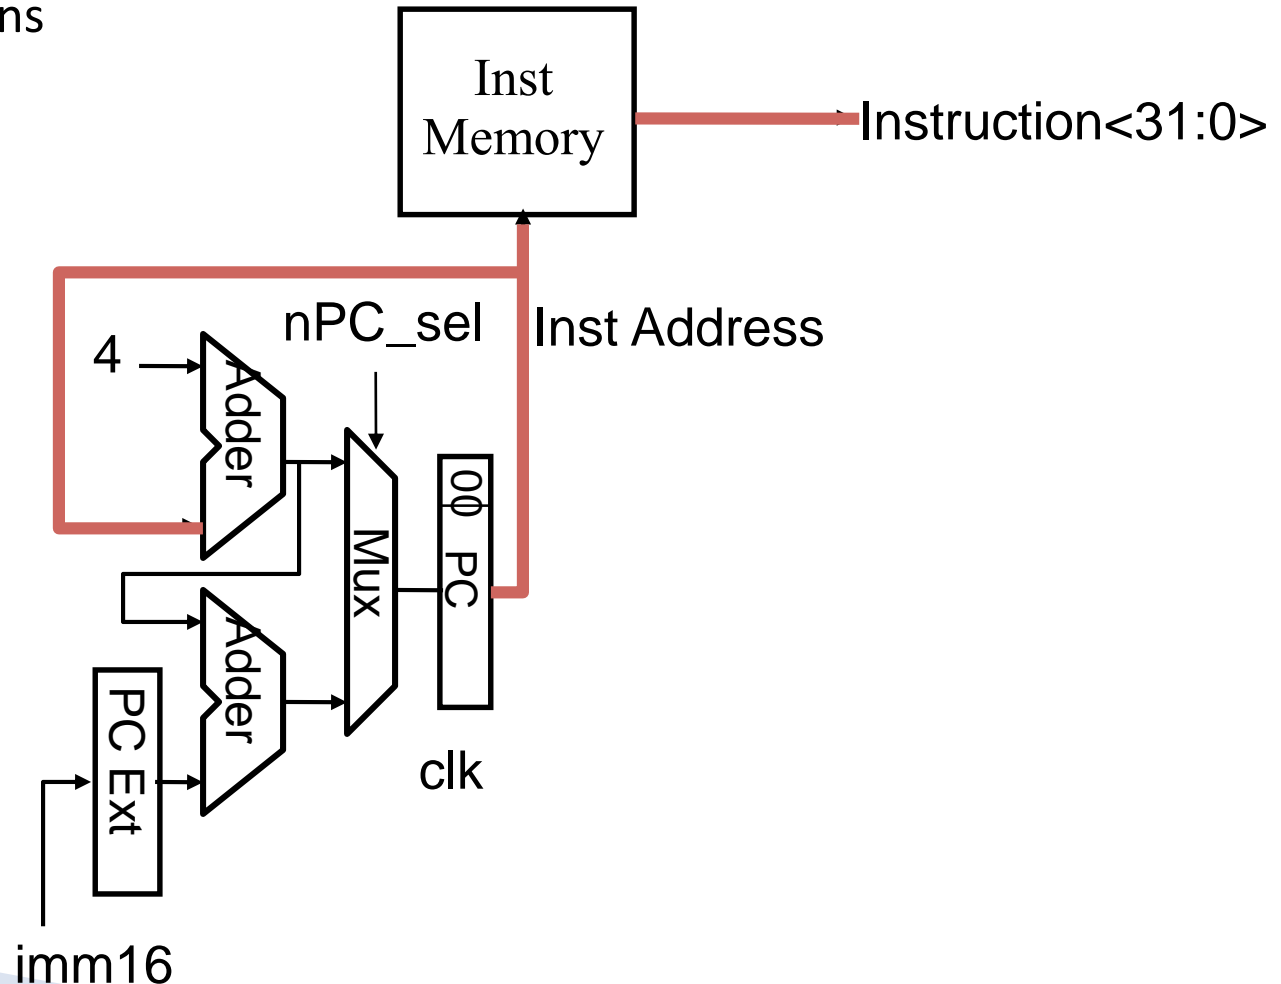 ns
Inst
Memory
Instruction<31:0>
nPC_sel
Inst Address
4
Adder
00
PC
Mux
Adder
PC Ext
clk
imm16